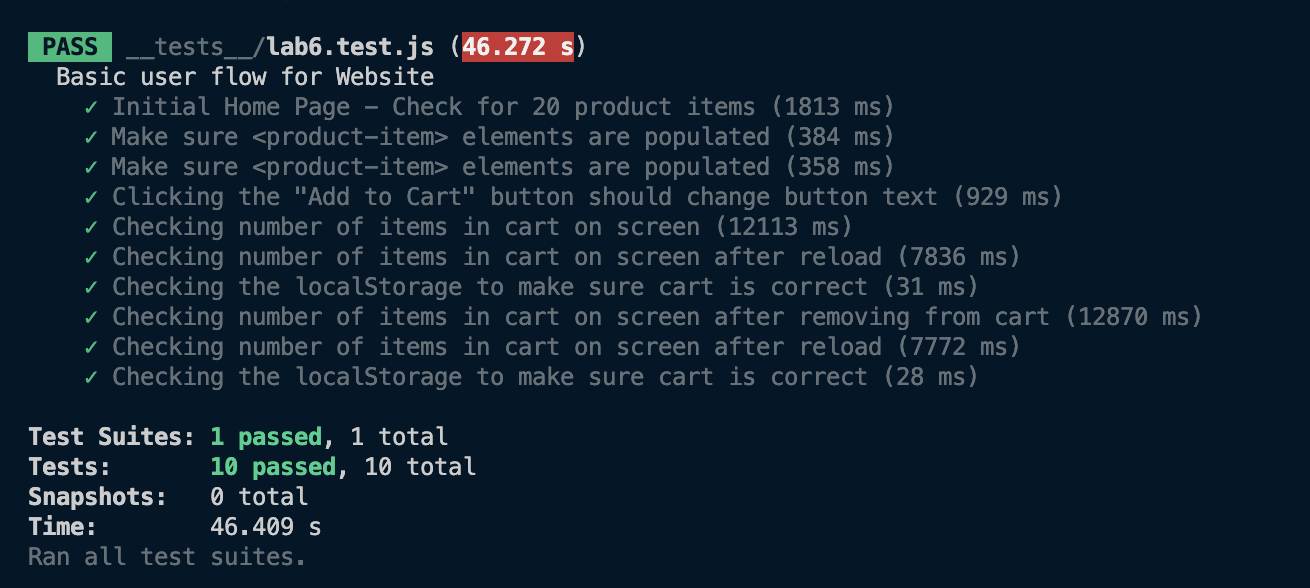 PASS __tests__/lab6.test.js (46.272 s)
Basic user flow for Website
✓ Initial Home Page – Check for 20 product items (1813 ms)
✓ Make sure <product-item> elements are populated (384 ms)
✓ Make sure <product-item> elements are populated (358 ms)
✓ Clicking the "Add to Cart" button should change button text (929 ms)
✓ Checking number of items in cart on screen (12113 ms)
✓ Checking number of items in cart on screen after reload (7836 ms)
✓ Checking the localStorage to make sure cart is correct (31 ms)
✓ Checking number of items in cart on screen after removing from cart (12870 ms)
✓ Checking number of items in cart on screen after reload (7772 ms)
✓ Checking the localStorage to make sure cart is correct (28 ms)
Test Suites: 1 passed, 1 total
Tests: 10 passed, 10 total
Snapshots: 0 total
Time: 46.409 s
Ran all test suites.